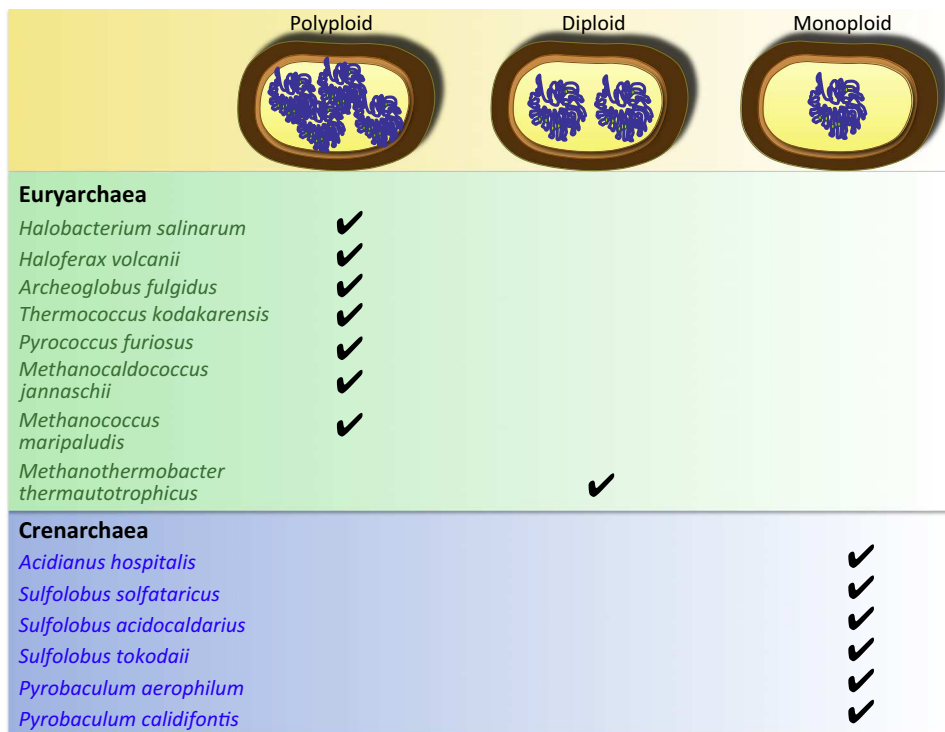 Polyploid Diploid Monoploid
Euryarchaea
Halobacterium salinarum ✔
Haloferax volcanii ✔
Archeoglobus fulgidus ✔
Thermococcus kodakarensis ✔
Pyrococcus furiosus ✔
Methanocaldococcus
jannaschii ✔
Methanococcus
maripaludis ✔
Methanothermobacter
thermautotrophicus ✔
Crenarchaea
Acidianus hospitalis ✔
Sulfolobus solfataricus ✔
Sulfolobus acidocaldarius ✔
Sulfolobus tokodaii ✔
Pyrobaculum aerophilum ✔
Pyrobaculum calidifontis ✔